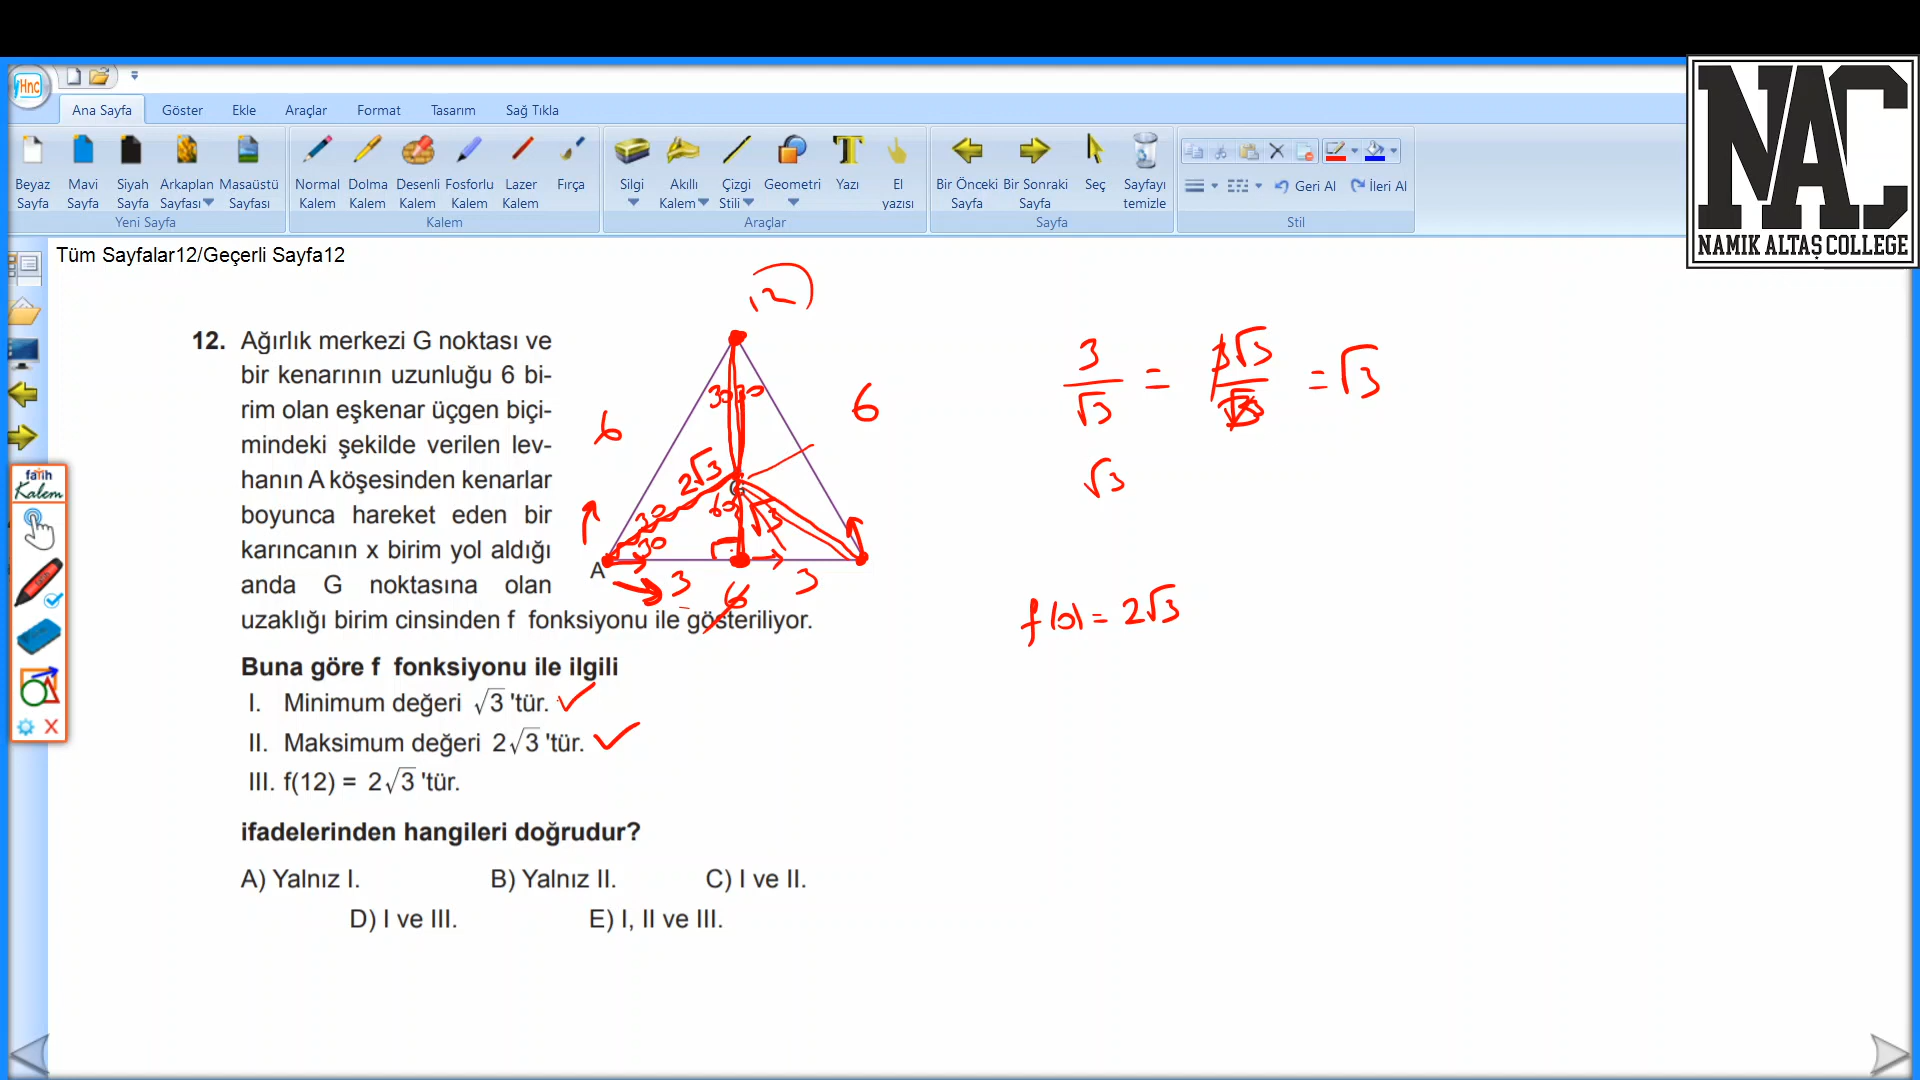 Hnc
Ana Sayfa Göster Ekle Araçlar Format Tasarım Sağ Tıkla
Beyaz Sayfa Mavi Sayfa Siyah Sayfa Arkaplan Sayfası Masaüstü Sayfası
Yeni Sayfa
Normal Kalem Dolma Kalem Desenli Kalem Fosforlu Kalem Lazer Kalem Fırça
Kalem
Silgi Akıllı Kalem Çizgi Stili Geometri Yazı El yazısı
Araçlar
Bir Önceki Sayfa Bir Sonraki Sayfa Seç Sayfayı temizle
Sayfa
Geri Al İleri Al
Stil
NAC
NAMIK ALTAŞ COLLEGE
Tüm Sayfalar12/Geçerli Sayfa12
fatih
Kalem
12. Ağırlık merkezi G noktası ve
bir kenarının uzunluğu 6 bi-
rim olan eşkenar üçgen biçi-
mindeki şekilde verilen lev-
hanın A köşesinden kenarlar
boyunca hareket eden bir
karıncanın x birim yol aldığı
anda G noktasına olan
uzaklığı birim cinsinden f fonksiyonu ile gösteriliyor.
12
30 30
6
6
2√3
G
60
√3
30
30
A
3
6
3
3/√3 = 3√3/√3 = √3
√3
f(0) = 2√3
Buna göre f fonksiyonu ile ilgili
I. Minimum değeri √3 'tür.
II. Maksimum değeri 2√3 'tür.
III. f(12) = 2√3 'tür.
ifadelerinden hangileri doğrudur?
A) Yalnız I. B) Yalnız II. C) I ve II.
D) I ve III. E) I, II ve III.